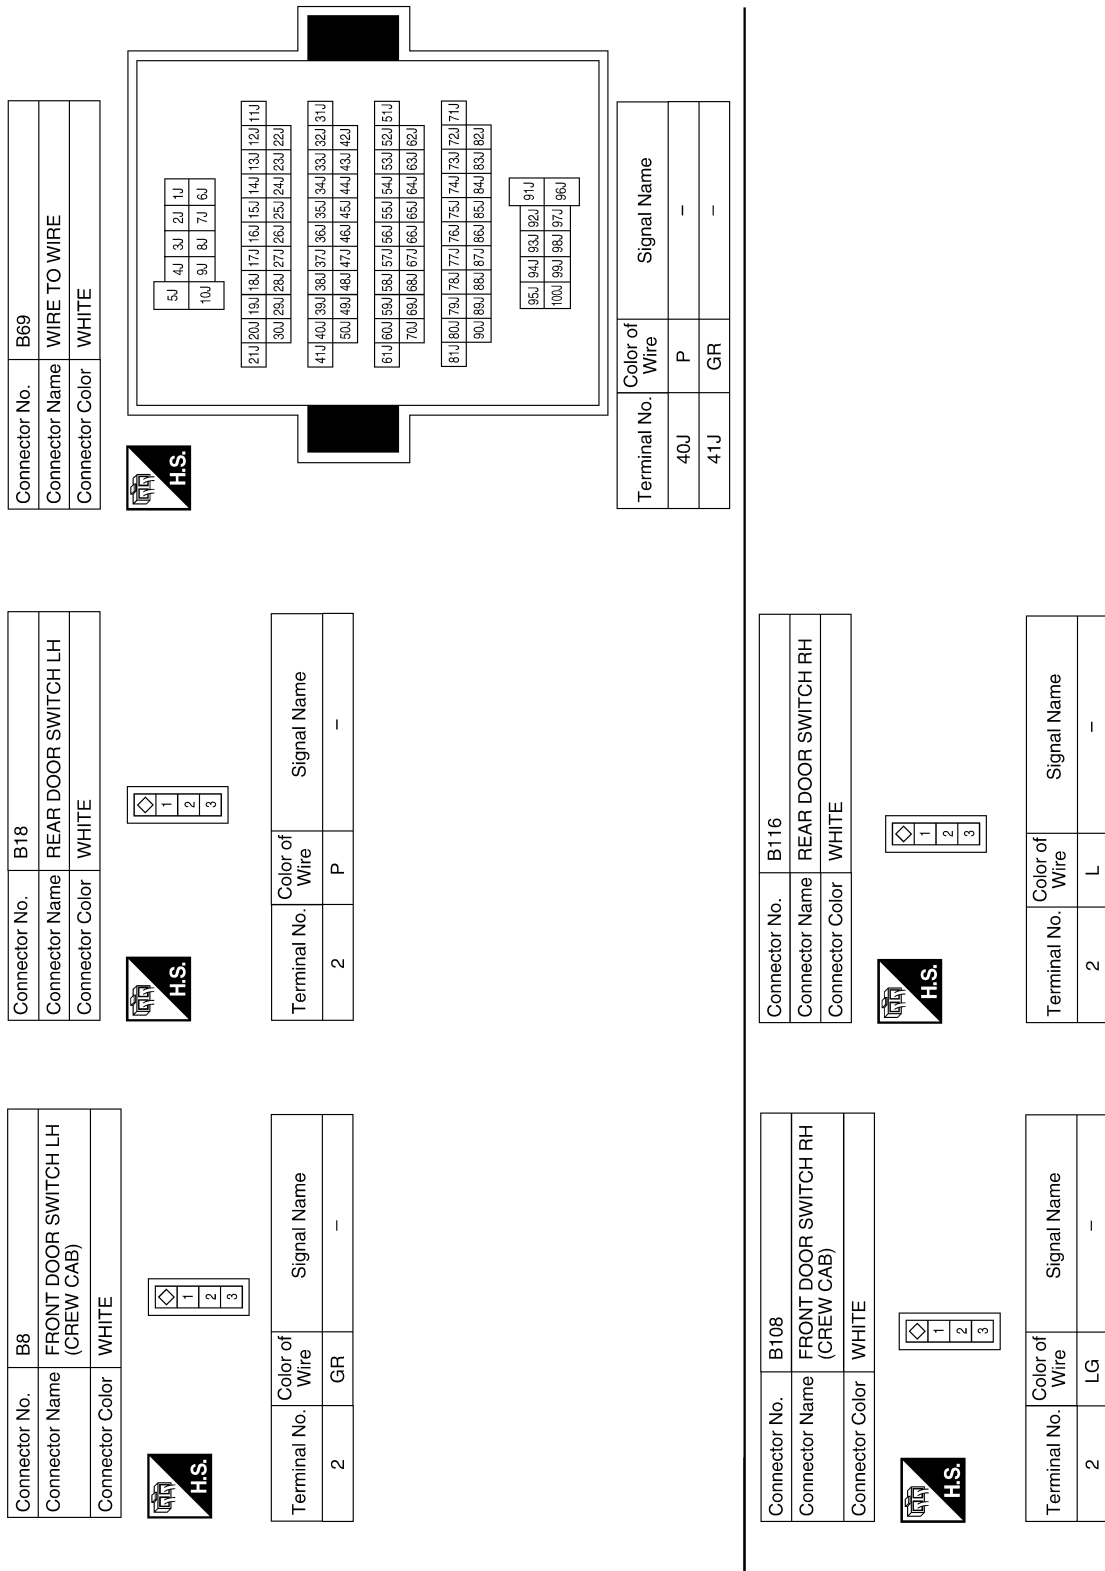 Connector No. B8
Connector Name FRONT DOOR SWITCH LH
(CREW CAB)
Connector Color WHITE
H.S.
1 2 3
Terminal No. Color of Wire Signal Name
2 GR –
Connector No. B18
Connector Name REAR DOOR SWITCH LH
Connector Color WHITE
H.S.
1 2 3
Terminal No. Color of Wire Signal Name
2 P –
Connector No. B69
Connector Name WIRE TO WIRE
Connector Color WHITE
H.S.
5J 4J 3J 2J 1J
10J 9J 8J 7J 6J
21J 20J 19J 18J 17J 16J 15J 14J 13J 12J 11J
30J 29J 28J 27J 26J 25J 24J 23J 22J
41J 40J 39J 38J 37J 36J 35J 34J 33J 32J 31J
50J 49J 48J 47J 46J 45J 44J 43J 42J
61J 60J 59J 58J 57J 56J 55J 54J 53J 52J 51J
70J 69J 68J 67J 66J 65J 64J 63J 62J
81J 80J 79J 78J 77J 76J 75J 74J 73J 72J 71J
90J 89J 88J 87J 86J 85J 84J 83J 82J
95J 94J 93J 92J 91J
100J 99J 98J 97J 96J
Terminal No. Color of Wire Signal Name
40J P –
41J GR –
Connector No. B108
Connector Name FRONT DOOR SWITCH RH
(CREW CAB)
Connector Color WHITE
H.S.
1 2 3
Terminal No. Color of Wire Signal Name
2 LG –
Connector No. B116
Connector Name REAR DOOR SWITCH RH
Connector Color WHITE
H.S.
1 2 3
Terminal No. Color of Wire Signal Name
2 L –